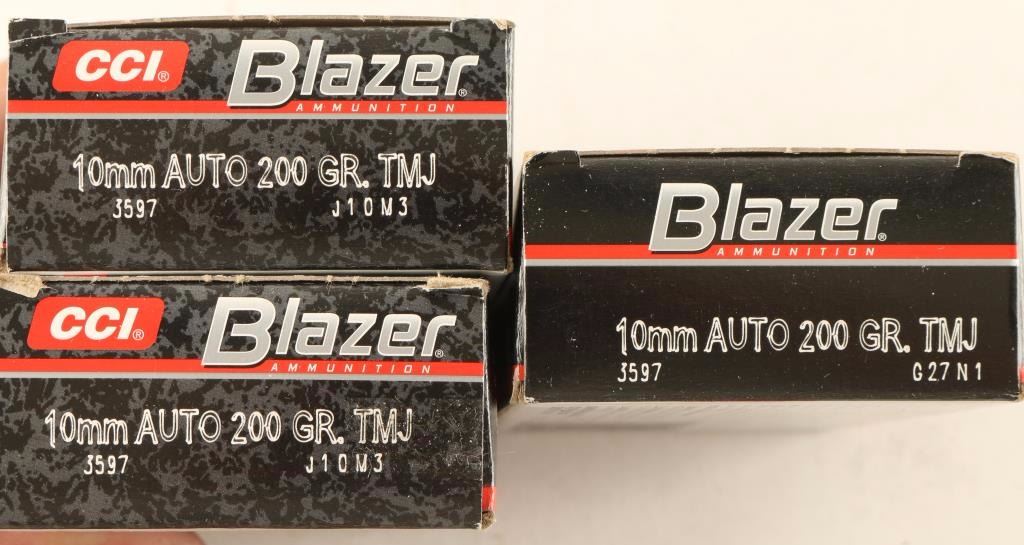 CCI® Blazer®
AMMUNITION
10mm AUTO 200 GR. TMJ
3597 J10M3
CCI® Blazer®
AMMUNITION
10mm AUTO 200 GR. TMJ
3597 J10M3
Blazer®
AMMUNITION
10mm AUTO 200 GR. TMJ
3597 G27N1